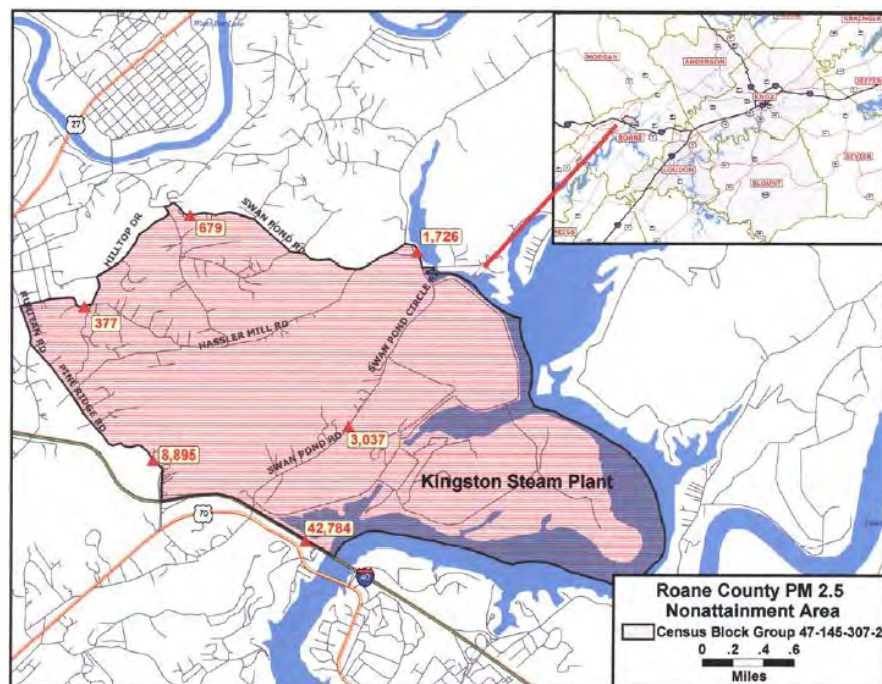 27
MORGAN
ANDERSON
GRAINGER
KNOX
ROANE
LOUDON
SEVIER
BLOUNT
MEIGS
679
SWAN POND RD
1,726
HILLTOP DR
377
HASSLER MILL RD
SWAN POND CIRCLE
RURITAN RD
PINE RIDGE RD
8,895
SWAN POND RD
3,037
Kingston Steam Plant
70
42,784
40
Roane County PM 2.5
Nonattainment Area
Census Block Group 47-145-307-2
0 .2 .4 .6
Miles